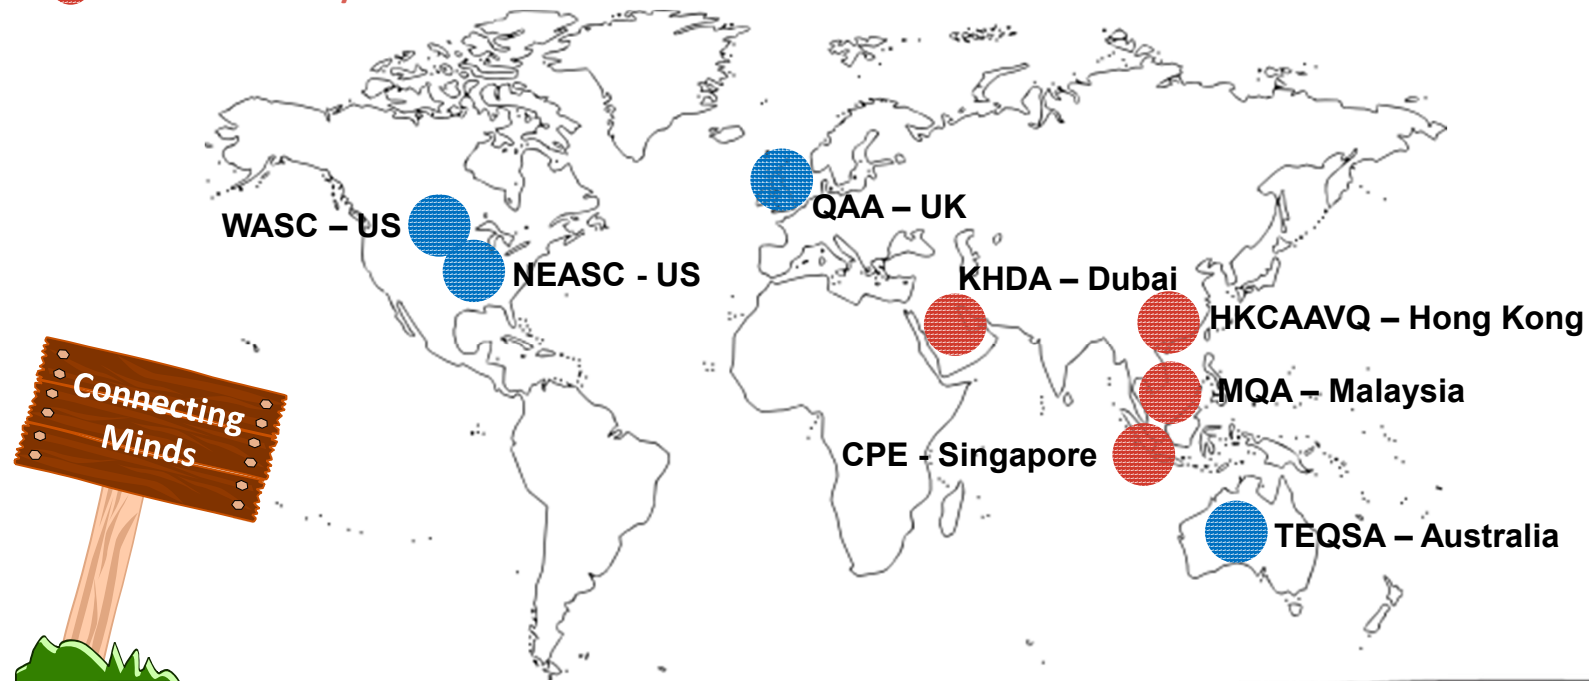 WASC – US
NEASC - US
QAA – UK
KHDA – Dubai
HKCAAVQ – Hong Kong
MQA – Malaysia
CPE - Singapore
TEQSA – Australia
Connecting
Minds